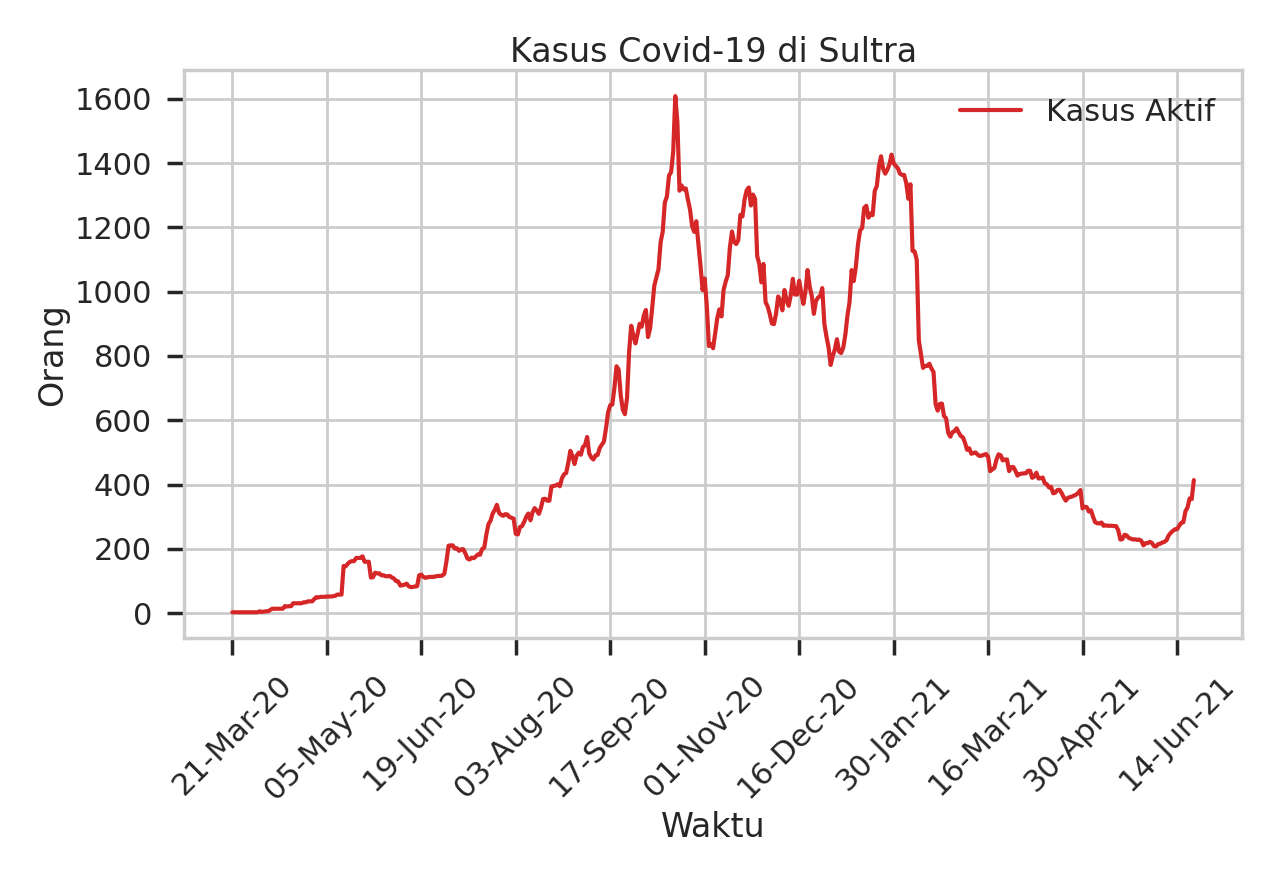 Kasus Covid-19 di Sultra
Kasus Aktif
Orang
1600
1400
1200
1000
800
600
400
200
0
21-Mar-20
05-May-20
19-Jun-20
03-Aug-20
17-Sep-20
01-Nov-20
16-Dec-20
30-Jan-21
16-Mar-21
30-Apr-21
14-Jun-21
Waktu